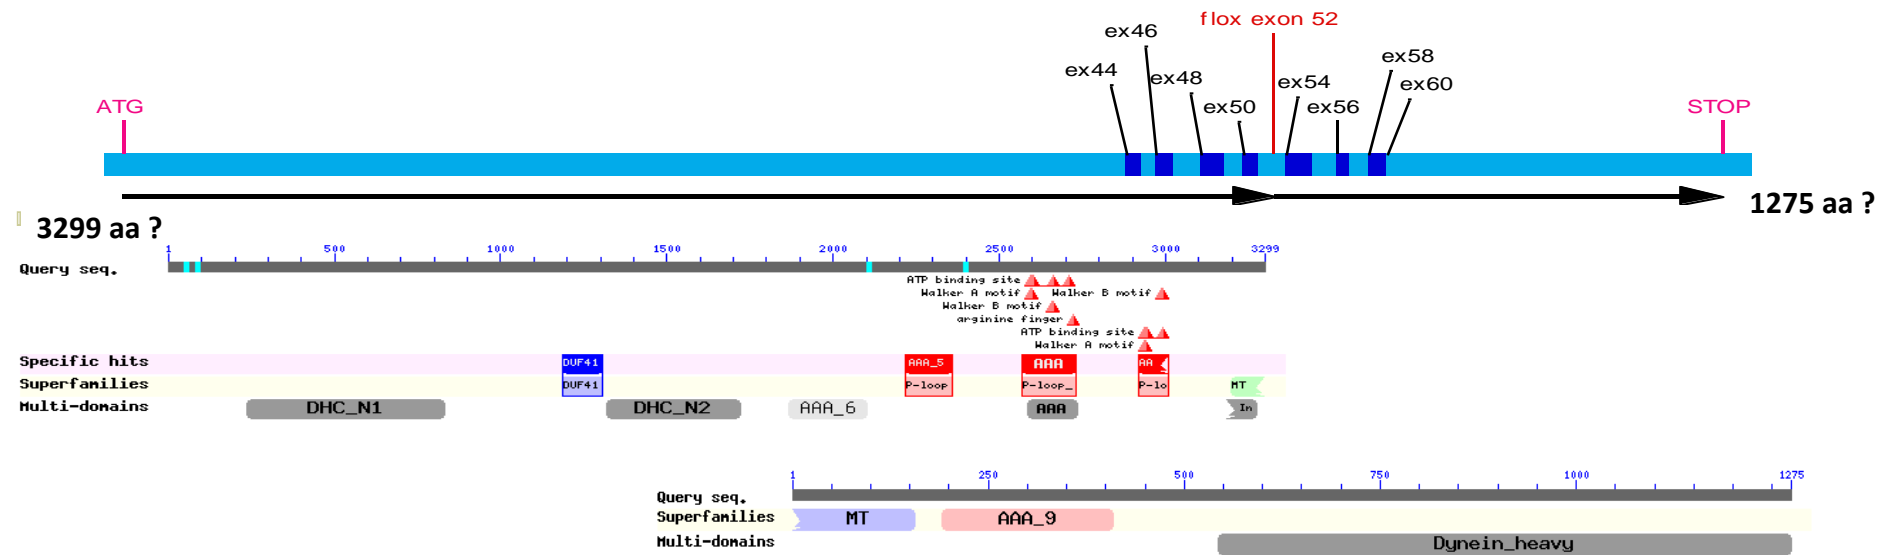 flox exon 52
ex46
ex58
ex44
ex48
ex54
ex60
ATG
ex50
ex56
STOP
3299 aa ?
1275 aa ?
1 500 1000 1500 2000 2500 3000 3299
Query seq.
ATP binding site
Walker A motif Walker B motif
Walker B motif
arginine finger
ATP binding site
Walker A motif
Specific hits DUF41 AAA_5 AAA AA
Superfamilies DUF41 P-loop P-loop_ P-lo MT
Multi-domains DHC_N1 DHC_N2 AAA_6 AAA In
1 250 500 750 1000 1275
Query seq.
Superfamilies MT AAA_9
Multi-domains Dynein_heavy